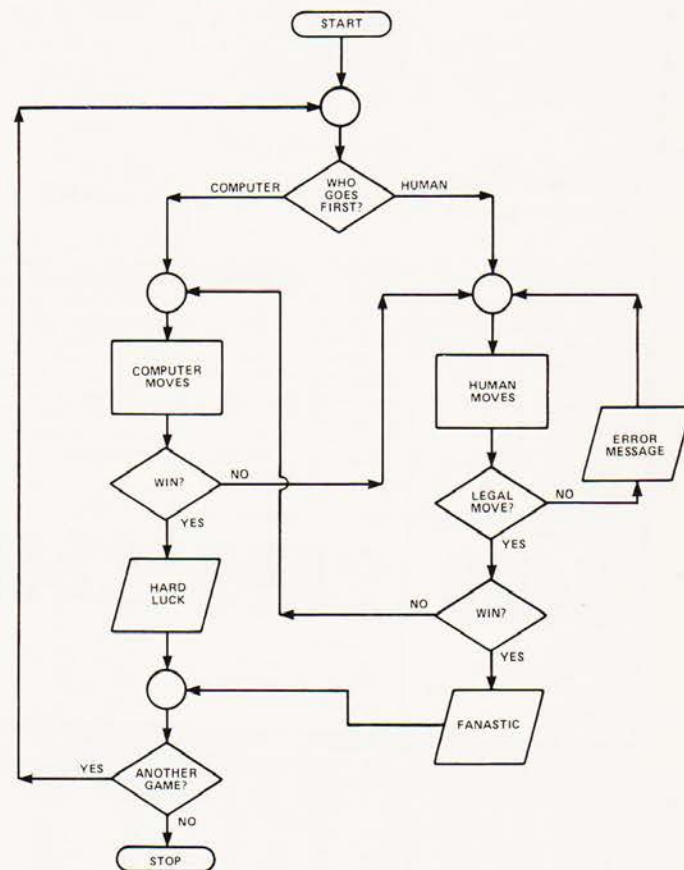 START
COMPUTER
WHO
GOES
FIRST?
HUMAN
COMPUTER
MOVES
HUMAN
MOVES
ERROR
MESSAGE
WIN?
NO
YES
LEGAL
MOVE?
NO
YES
HARD
LUCK
NO
WIN?
YES
FANASTIC
YES
ANOTHER
GAME?
NO
STOP